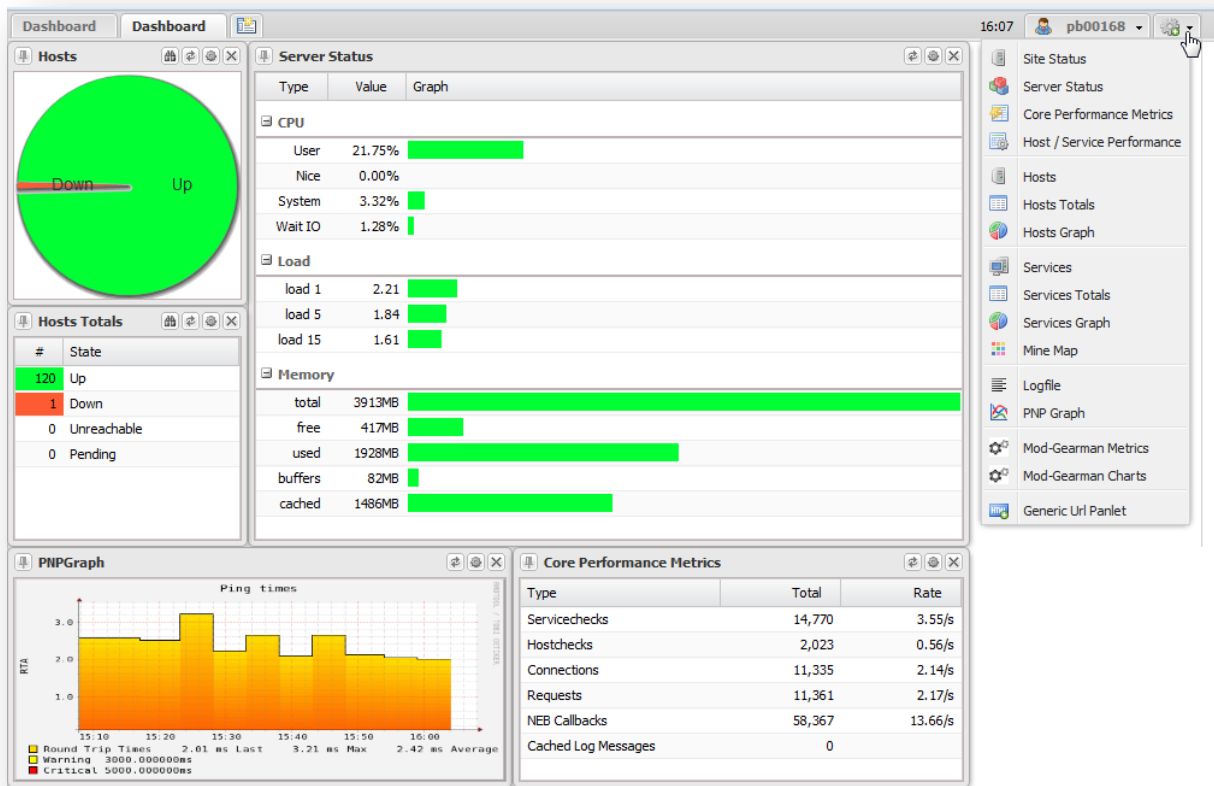 Dashboard Dashboard 16:07 pb00168
Hosts
Down Up
Hosts Totals
# State
120 Up
1 Down
0 Unreachable
0 Pending
Server Status
Type Value Graph
CPU
User 21.75%
Nice 0.00%
System 3.32%
Wait IO 1.28%
Load
load 1 2.21
load 5 1.84
load 15 1.61
Memory
total 3913MB
free 417MB
used 1928MB
buffers 82MB
cached 1486MB
Site Status
Server Status
Core Performance Metrics
Host / Service Performance
Hosts
Hosts Totals
Hosts Graph
Services
Services Totals
Services Graph
Mine Map
Logfile
PNP Graph
Mod-Gearman Metrics
Mod-Gearman Charts
Generic Url Panlet
PNPGraph
Ping times
RTA
3.0
2.0
1.0
15:10 15:20 15:30 15:40 15:50 16:00
Round Trip Times 2.01 ms Last 3.21 ms Max 2.42 ms Average
Warning 3000.000000ms
Critical 5000.000000ms
Core Performance Metrics
Type Total Rate
Servicechecks 14,770 3.55/s
Hostchecks 2,023 0.56/s
Connections 11,335 2.14/s
Requests 11,361 2.17/s
NEB Callbacks 58,367 13.66/s
Cached Log Messages 0